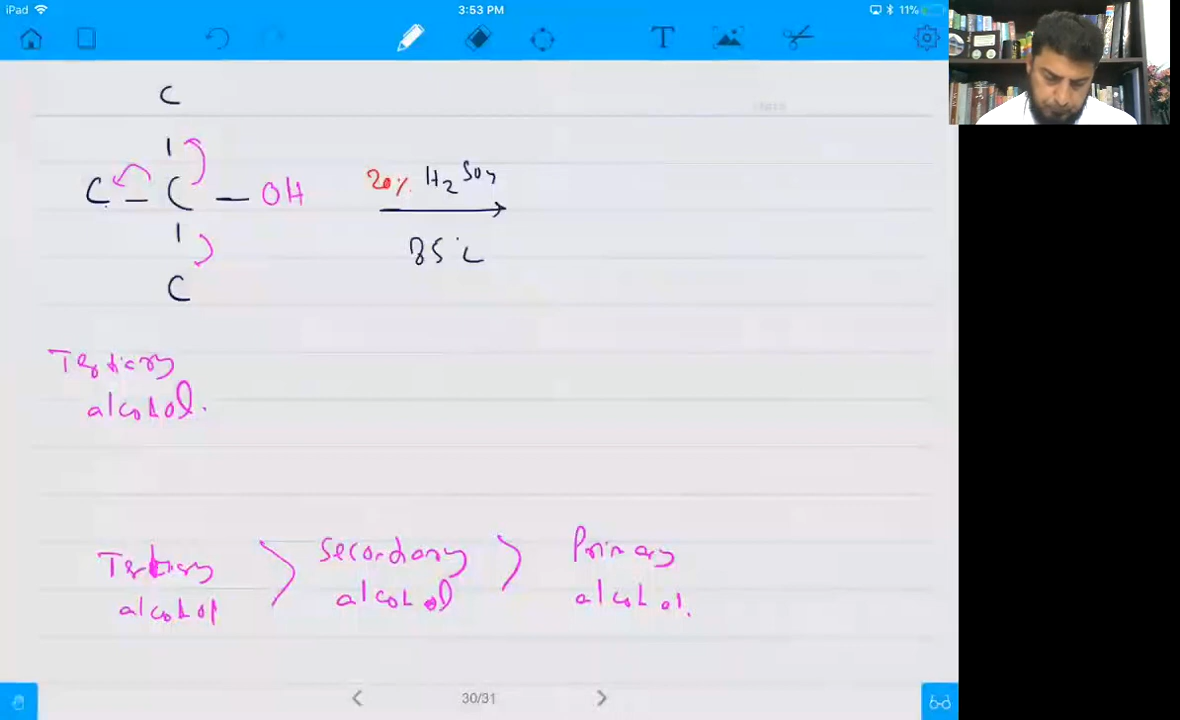 iPad 3:53 PM 11%
T
C
I
C - C - OH
I
C
20% H2SO4
85°C
Tertiary
alcohol.
Tertiary > Secondary > Primary
alcohol alcohol alcohol.
30/31